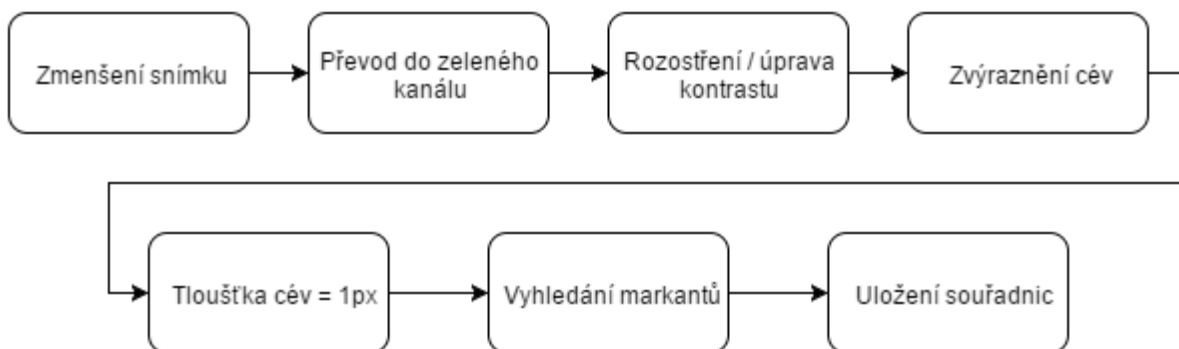 Zmenšení snímku
Převod do zeleného
kanálu
Rozostření / úprava
kontrastu
Zvýraznění cév
Tloušťka cév = 1px
Vyhledání markantů
Uložení souřadnic